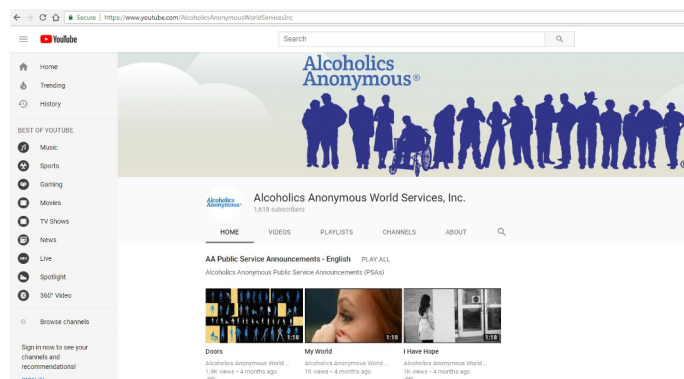 Secure | https://www.youtube.com/AlcoholicsAnonymousWorldServicesInc
YouTube
Search
Home
Trending
History
BEST OF YOUTUBE
Music
Sports
Gaming
Movies
TV Shows
News
Live
Spotlight
360° Video
Browse channels
Sign in now to see your
channels and
recommendations!
Alcoholics
Anonymous®
Alcoholics
Anonymous®
Alcoholics Anonymous World Services, Inc.
1,618 subscribers
HOME VIDEOS PLAYLISTS CHANNELS ABOUT
AA Public Service Announcements - English PLAY ALL
Alcoholics Anonymous Public Service Announcements (PSAs)
1:18 1:18 1:18
Doors My World I Have Hope
Alcoholics Anonymous World ... Alcoholics Anonymous World ... Alcoholics Anonymous World ...
1.9K views • 4 months ago 1K views • 4 months ago 1K views • 4 months ago